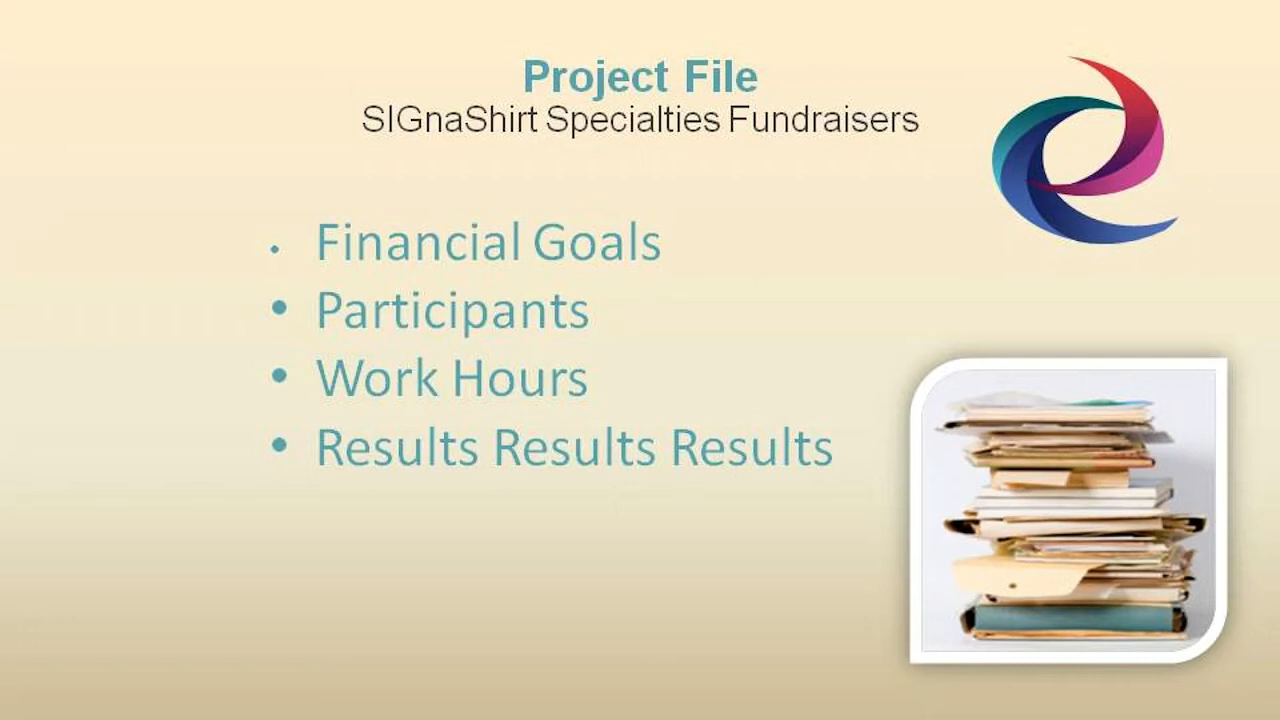 Project File
SIGnaShirt Specialties Fundraisers
• Financial Goals
• Participants
• Work Hours
• Results Results Results